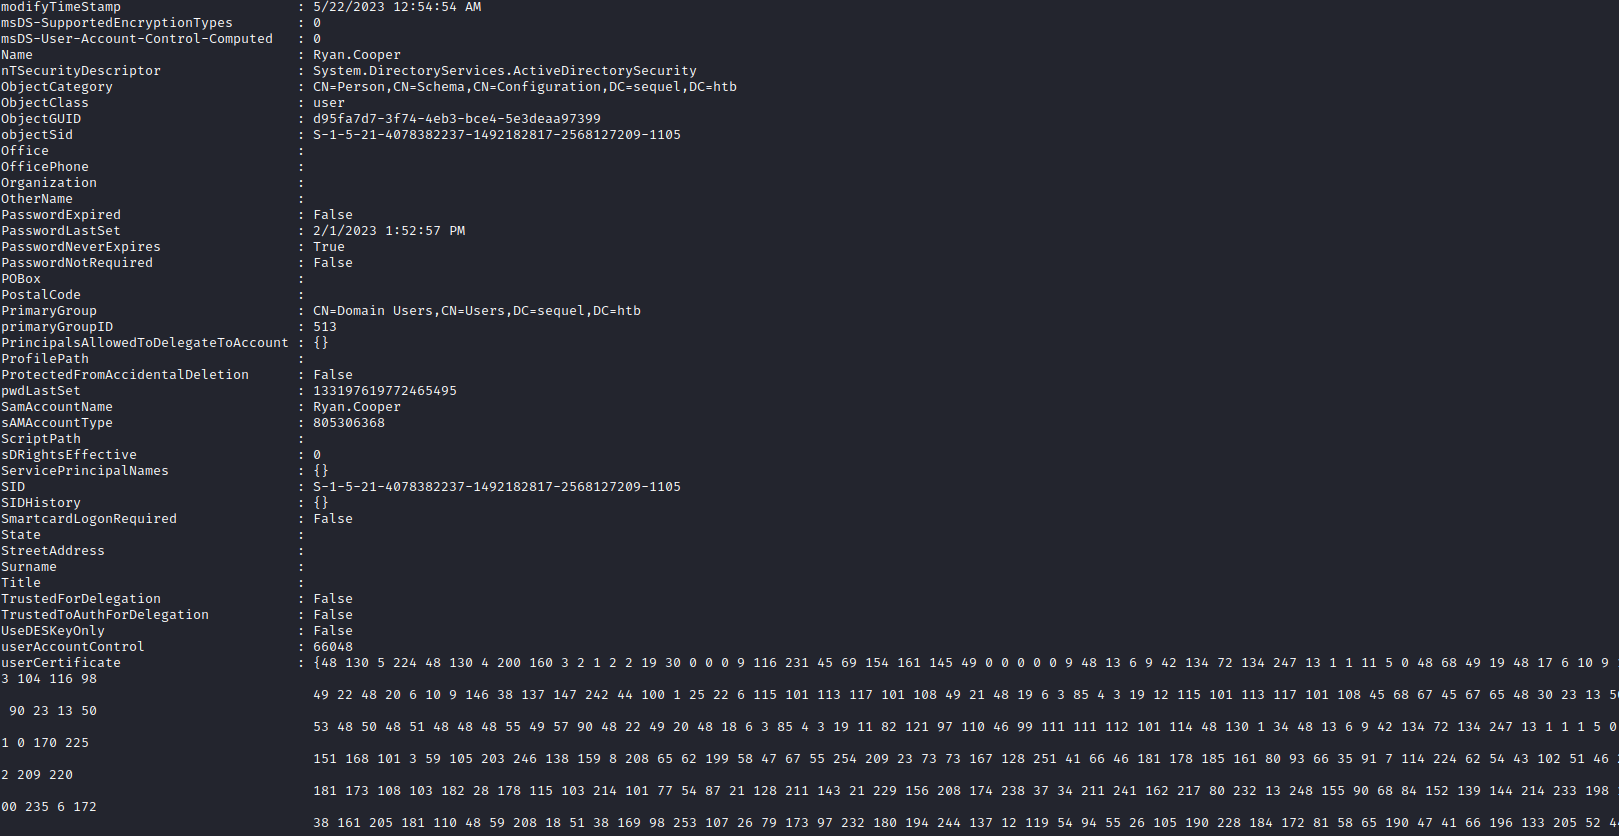 modifyTimeStamp : 5/22/2023 12:54:54 AM
msDS-SupportedEncryptionTypes : 0
msDS-User-Account-Control-Computed : 0
Name : Ryan.Cooper
nTSecurityDescriptor : System.DirectoryServices.ActiveDirectorySecurity
ObjectCategory : CN=Person,CN=Schema,CN=Configuration,DC=sequel,DC=htb
ObjectClass : user
ObjectGUID : d95fa7d7-3f74-4eb3-bce4-5e3deaa97399
objectSid : S-1-5-21-4078382237-1492182817-2568127209-1105
Office :
OfficePhone :
Organization :
OtherName :
PasswordExpired : False
PasswordLastSet : 2/1/2023 1:52:57 PM
PasswordNeverExpires : True
PasswordNotRequired : False
POBox :
PostalCode :
PrimaryGroup : CN=Domain Users,CN=Users,DC=sequel,DC=htb
primaryGroupID : 513
PrincipalsAllowedToDelegateToAccount : {}
ProfilePath :
ProtectedFromAccidentalDeletion : False
pwdLastSet : 133197619772465495
SamAccountName : Ryan.Cooper
sAMAccountType : 805306368
ScriptPath :
sDRightsEffective : 0
ServicePrincipalNames : {}
SID : S-1-5-21-4078382237-1492182817-2568127209-1105
SIDHistory : {}
SmartcardLogonRequired : False
State :
StreetAddress :
Surname :
Title :
TrustedForDelegation : False
TrustedToAuthForDelegation : False
UseDESKeyOnly : False
userAccountControl : 66048
userCertificate : {48 130 5 224 48 130 4 200 160 3 2 1 2 2 19 30 0 0 0 9 116 231 45 69 154 161 145 49 0 0 0 0 0 9 48 13 6 9 42 134 72 134 247 13 1 1 11 5 0 48 68 49 19 48 17 6 10 9
3 104 116 98
49 22 48 20 6 10 9 146 38 137 147 242 44 100 1 25 22 6 115 101 113 117 101 108 49 21 48 19 6 3 85 4 3 19 12 115 101 113 117 101 108 45 68 67 45 67 65 48 30 23 13
90 23 13 50
53 48 50 48 51 48 48 48 55 49 57 90 48 22 49 20 48 18 6 3 85 4 3 19 11 82 121 97 110 46 99 111 111 112 101 114 48 130 1 34 48 13 6 9 42 134 72 134 247 13 1 1 1 5 0
1 0 170 225
151 168 101 3 59 105 203 246 138 159 8 208 65 62 199 58 47 67 55 254 209 23 73 73 167 128 251 41 66 46 181 178 185 161 80 93 66 35 91 7 114 224 62 54 43 102 51 46
2 209 220
181 173 108 103 182 28 178 115 103 214 101 77 54 87 21 128 211 143 21 229 156 208 174 238 37 34 211 241 162 217 80 232 13 248 155 90 68 84 152 139 144 214 233 198
00 235 6 172
38 161 205 181 110 48 59 208 18 51 38 169 98 253 107 26 79 173 97 232 180 194 244 137 12 119 54 94 55 26 105 190 228 184 172 81 58 65 190 47 41 66 196 133 205 52